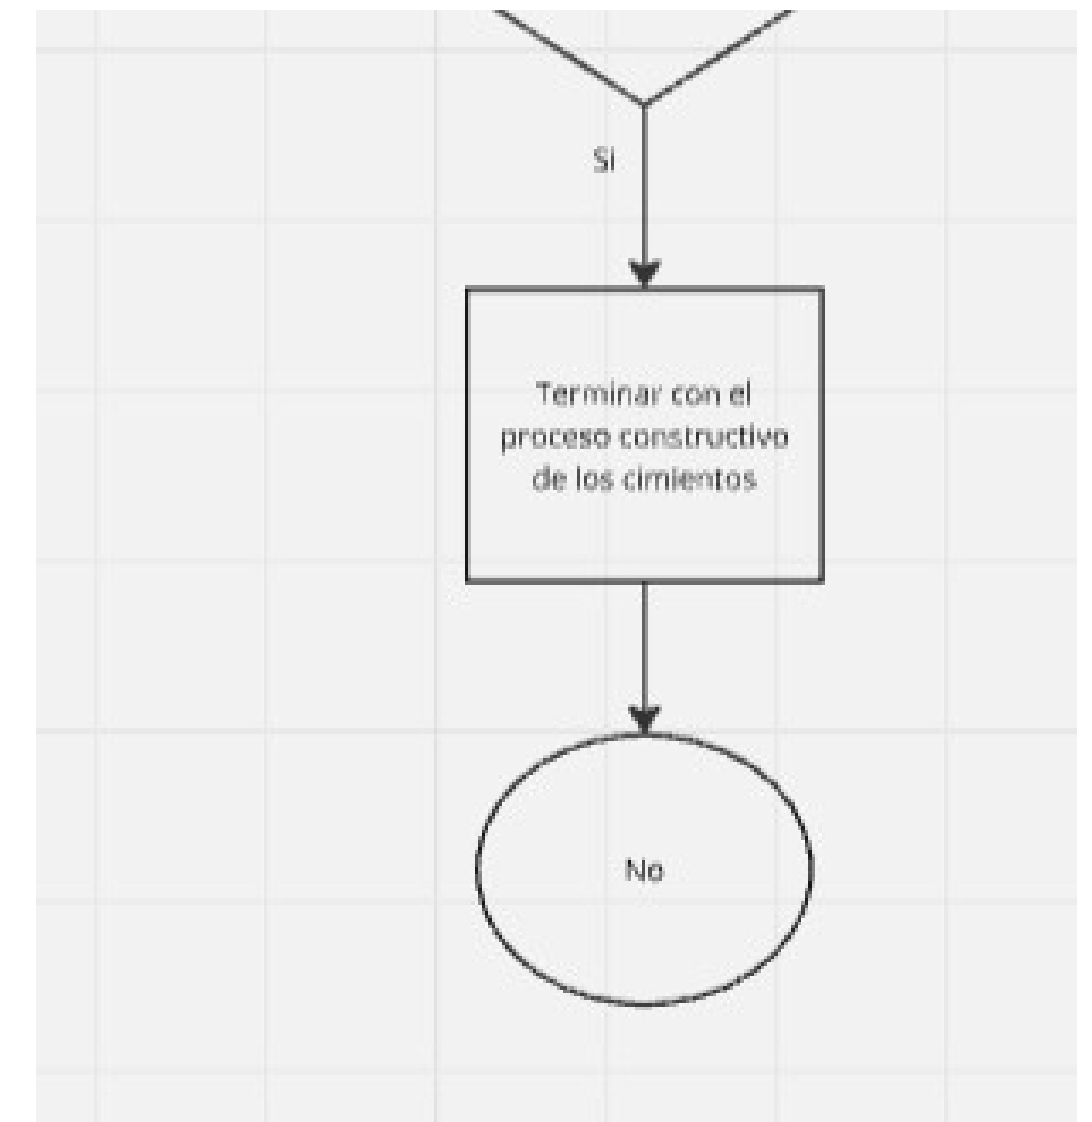 Si
Terminar con el
proceso constructivo
de los cimientos
No